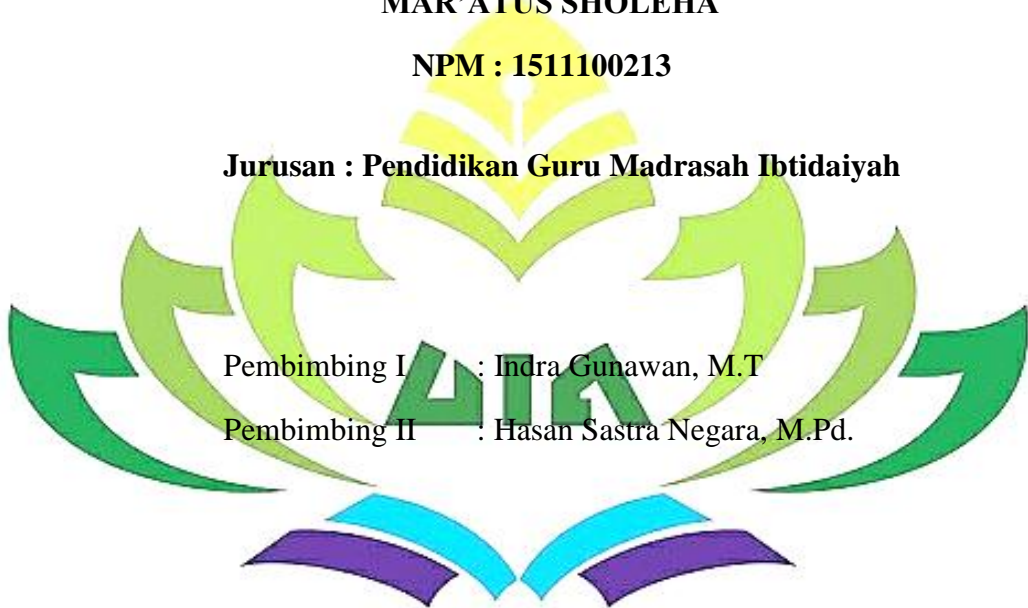 MAR'ATUS SHOLEHA
NPM : 1511100213
Jurusan : Pendidikan Guru Madrasah Ibtidaiyah
Pembimbing I : Indra Gunawan, M.T
UIN
Pembimbing II : Hasan Sastra Negara, M.Pd.